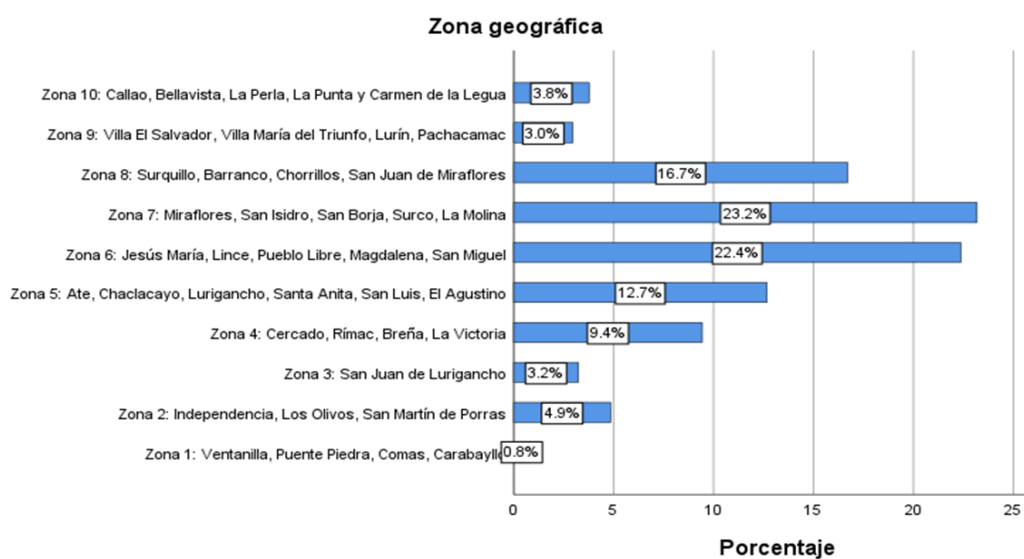 Zona geográfica
Zona 10: Callao, Bellavista, La Perla, La Punta y Carmen de la Legua 3.8%
Zona 9: Villa El Salvador, Villa María del Triunfo, Lurín, Pachacamac 3.0%
Zona 8: Surquillo, Barranco, Chorrillos, San Juan de Miraflores 16.7%
Zona 7: Miraflores, San Isidro, San Borja, Surco, La Molina 23.2%
Zona 6: Jesús María, Lince, Pueblo Libre, Magdalena, San Miguel 22.4%
Zona 5: Ate, Chaclacayo, Lurigancho, Santa Anita, San Luis, El Agustino 12.7%
Zona 4: Cercado, Rímac, Breña, La Victoria 9.4%
Zona 3: San Juan de Lurigancho 3.2%
Zona 2: Independencia, Los Olivos, San Martín de Porras 4.9%
Zona 1: Ventanilla, Puente Piedra, Comas, Carabayll 0.8%
0 5 10 15 20 25
Porcentaje